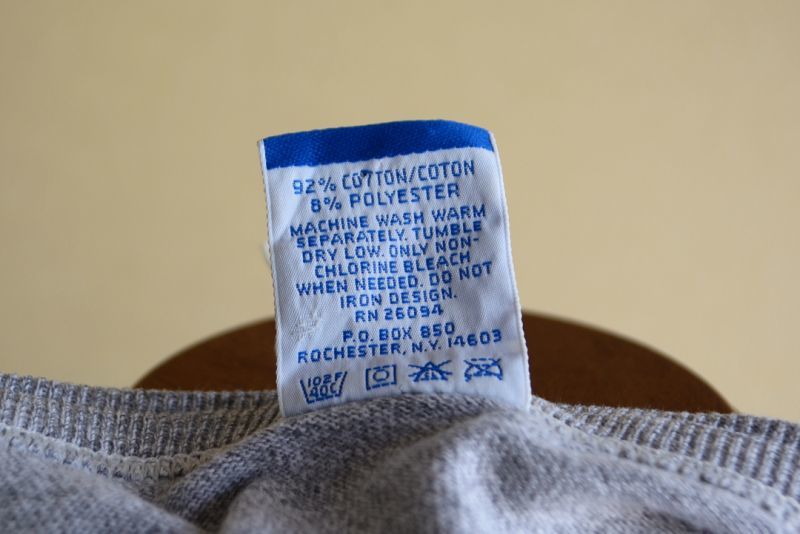 92% COTTON/COTON
8% POLYESTER
MACHINE WASH WARM
SEPARATELY. TUMBLE
DRY LOW. ONLY NON-
CHLORINE BLEACH
WHEN NEEDED. DO NOT
IRON DESIGN.
RN 26094
P.O. BOX 850
ROCHESTER, N.Y. 14603
102F
40C